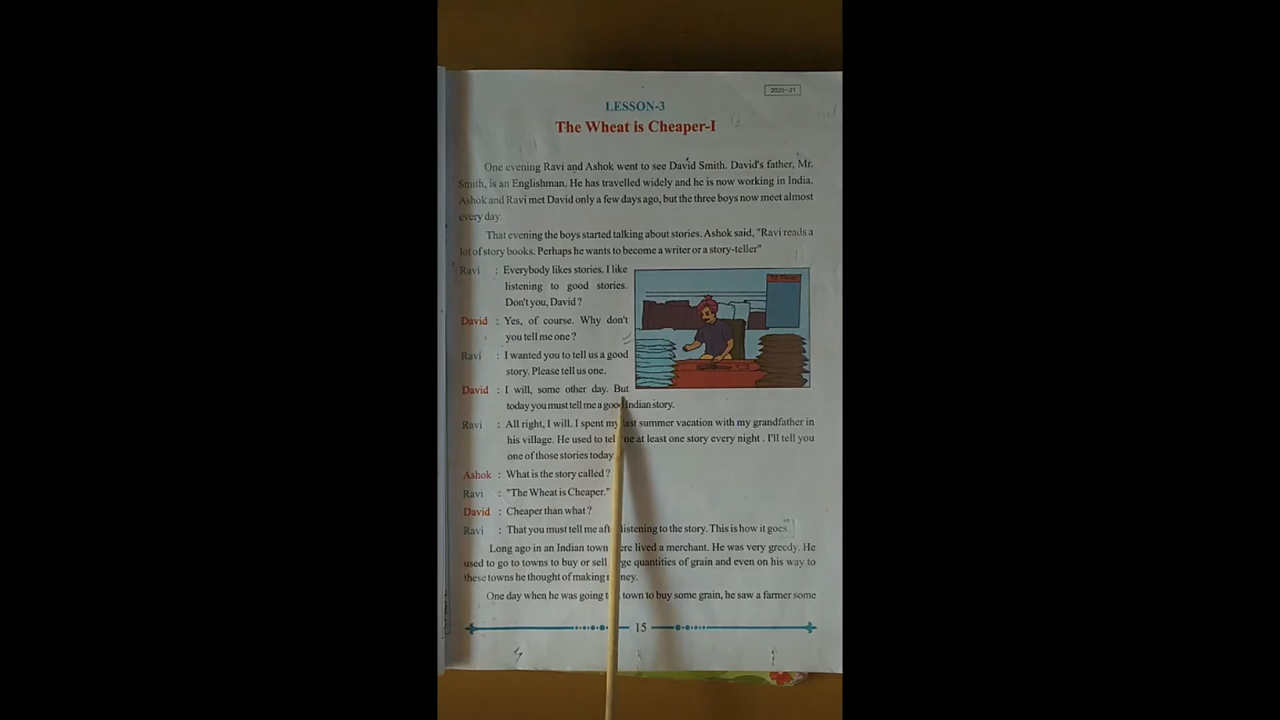 2020-21
LESSON-3
The Wheat is Cheaper-I
One evening Ravi and Ashok went to see David Smith. David's father, Mr.
Smith, is an Englishman. He has travelled widely and he is now working in India.
Ashok and Ravi met David only a few days ago, but the three boys now meet almost
every day.
That evening the boys started talking about stories. Ashok said, "Ravi reads a
lot of story books. Perhaps he wants to become a writer or a story-teller"
Ravi : Everybody likes stories. I like
listening to good stories.
Don't you, David ?
David : Yes, of course. Why don't
you tell me one ?
Ravi : I wanted you to tell us a good
story. Please tell us one.
David : I will, some other day. But
today you must tell me a good Indian story.
Ravi : All right, I will. I spent my last summer vacation with my grandfather in
his village. He used to tell me at least one story every night . I'll tell you
one of those stories today
Ashok : What is the story called ?
Ravi : "The Wheat is Cheaper."
David : Cheaper than what ?
Ravi : That you must tell me after listening to the story. This is how it goes.
Long ago in an Indian town there lived a merchant. He was very greedy. He
used to go to towns to buy or sell large quantities of grain and even on his way to
these towns he thought of making money.
One day when he was going town to buy some grain, he saw a farmer some
15